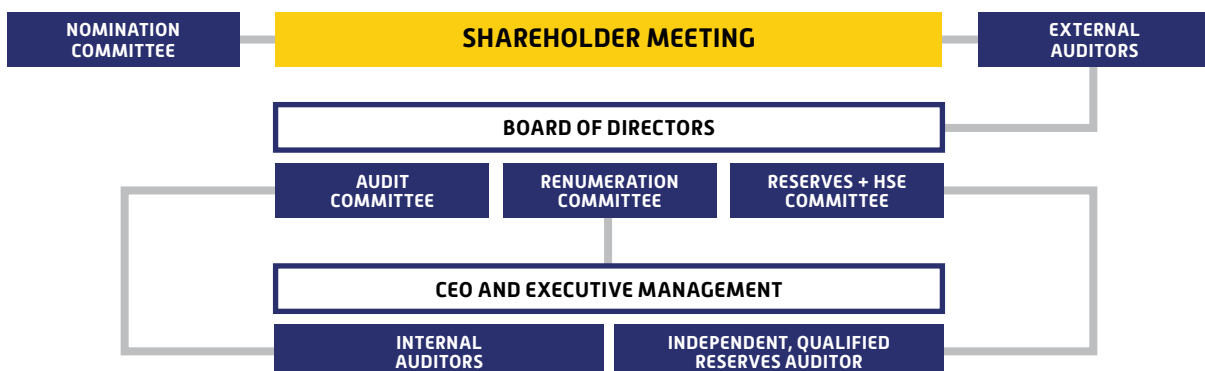 NOMINATION
COMMITTEE
SHAREHOLDER MEETING
EXTERNAL
AUDITORS
BOARD OF DIRECTORS
AUDIT
COMMITTEE
RENUMERATION
COMMITTEE
RESERVES + HSE
COMMITTEE
CEO AND EXECUTIVE MANAGEMENT
INTERNAL
AUDITORS
INDEPENDENT, QUALIFIED
RESERVES AUDITOR